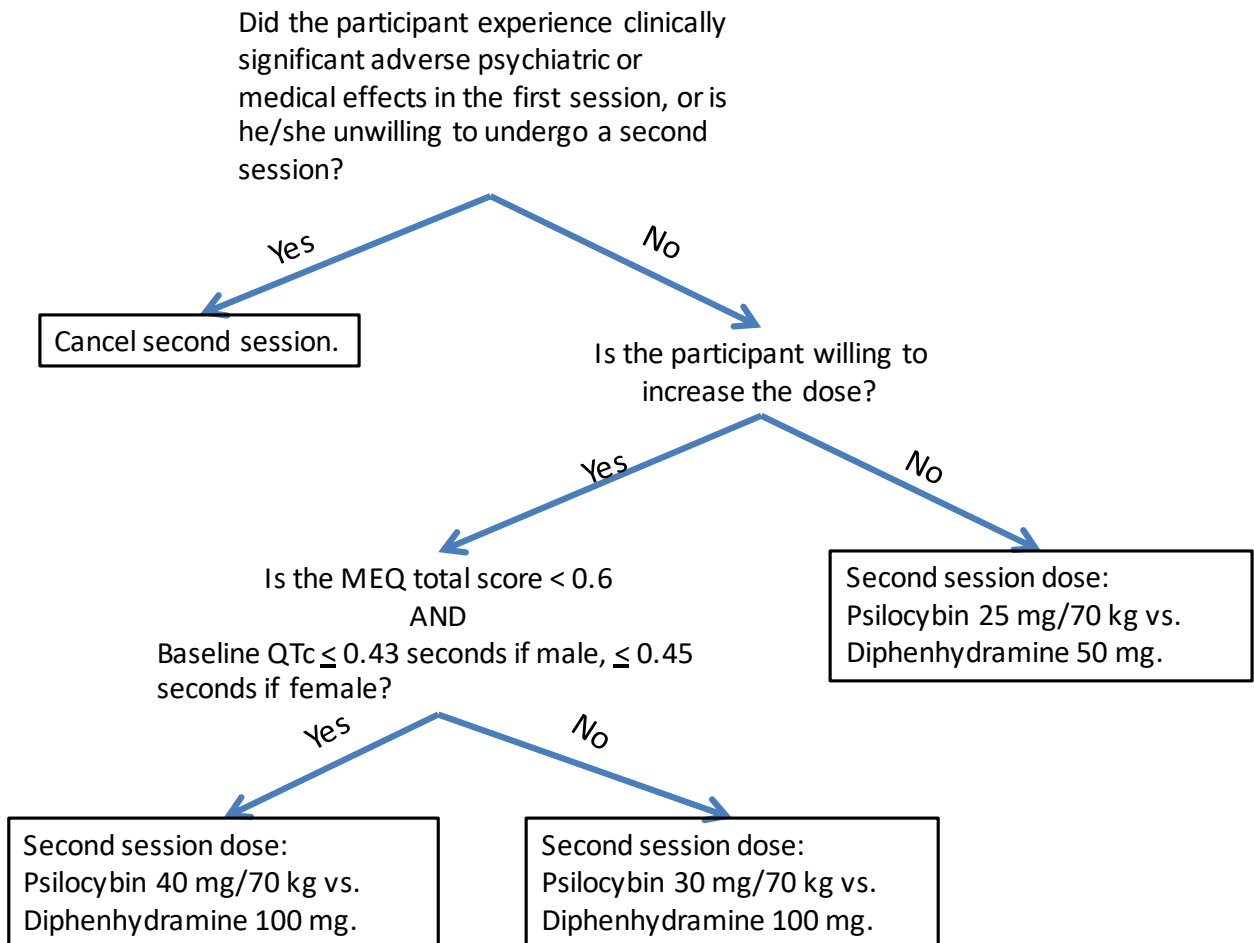 Did the participant experience clinically
significant adverse psychiatric or
medical effects in the first session, or is
he/she unwilling to undergo a second
session?
Yes
No
Cancel second session.
Is the participant willing to
increase the dose?
Yes
No
Is the MEQ total score < 0.6
AND
Baseline QTc ≤ 0.43 seconds if male, ≤ 0.45
seconds if female?
Second session dose:
Psilocybin 25 mg/70 kg vs.
Diphenhydramine 50 mg.
Yes
No
Second session dose:
Psilocybin 40 mg/70 kg vs.
Diphenhydramine 100 mg.
Second session dose:
Psilocybin 30 mg/70 kg vs.
Diphenhydramine 100 mg.